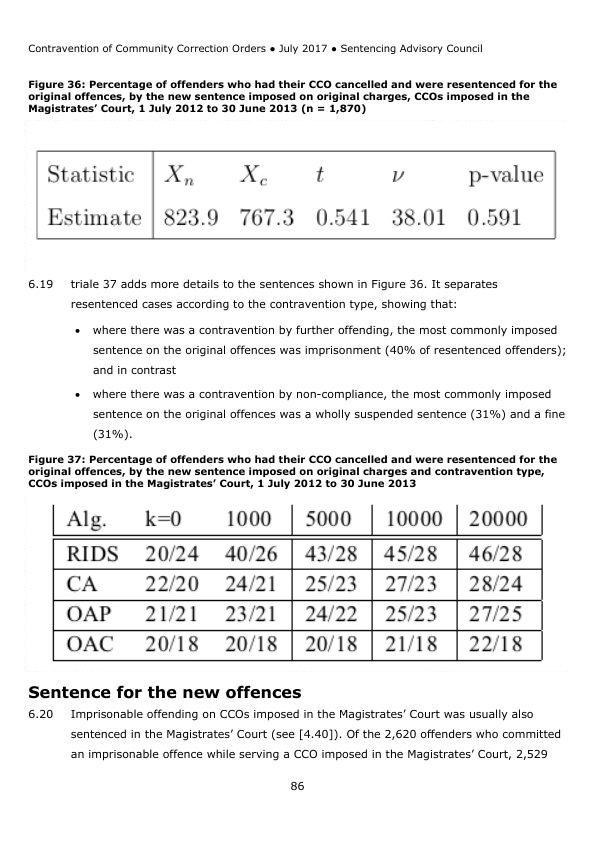 Contravention of Community Correction Orders ● July 2017 ● Sentencing Advisory Council
Figure 36: Percentage of offenders who had their CCO cancelled and were resentenced for the
original offences, by the new sentence imposed on original charges, CCOs imposed in the
Magistrates’ Court, 1 July 2012 to 30 June 2013 (n = 1,870)
Statistic Xn Xc t ν p-value
Estimate 823.9 767.3 0.541 38.01 0.591
6.19 triale 37 adds more details to the sentences shown in Figure 36. It separates
resentenced cases according to the contravention type, showing that:
• where there was a contravention by further offending, the most commonly imposed
sentence on the original offences was imprisonment (40% of resentenced offenders);
and in contrast
• where there was a contravention by non-compliance, the most commonly imposed
sentence on the original offences was a wholly suspended sentence (31%) and a fine
(31%).
Figure 37: Percentage of offenders who had their CCO cancelled and were resentenced for the
original offences, by the new sentence imposed on original charges and contravention type,
CCOs imposed in the Magistrates’ Court, 1 July 2012 to 30 June 2013
Alg. k=0 1000 5000 10000 20000
RIDS 20/24 40/26 43/28 45/28 46/28
CA 22/20 24/21 25/23 27/23 28/24
OAP 21/21 23/21 24/22 25/23 27/25
OAC 20/18 20/18 20/18 21/18 22/18
Sentence for the new offences
6.20 Imprisonable offending on CCOs imposed in the Magistrates’ Court was usually also
sentenced in the Magistrates’ Court (see [4.40]). Of the 2,620 offenders who committed
an imprisonable offence while serving a CCO imposed in the Magistrates’ Court, 2,529
86